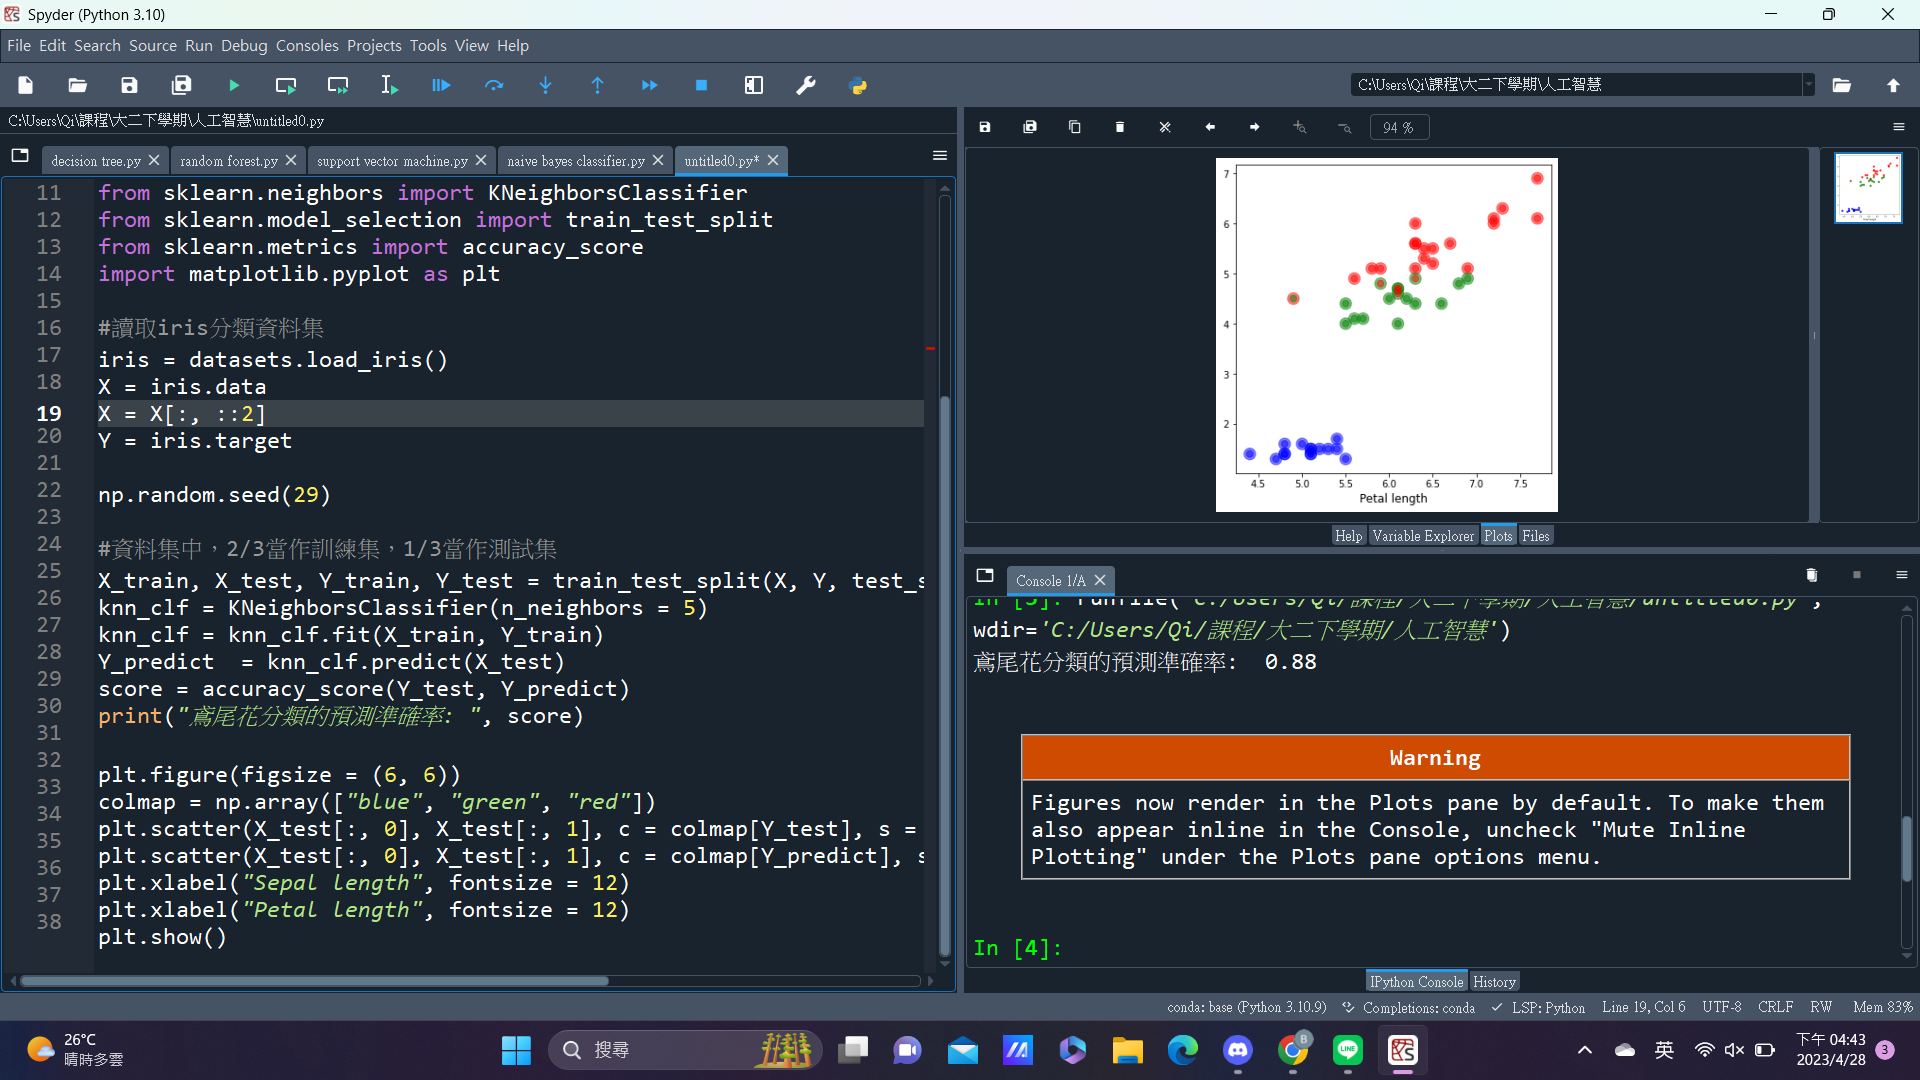 Spyder (Python 3.10)
File Edit Search Source Run Debug Consoles Projects Tools View Help
C:\Users\Qi\課程\大二下學期\人工智慧
C:\Users\Qi\課程\大二下學期\人工智慧\untitled0.py
decision tree.py random forest.py support vector machine.py naive bayes classifier.py untitled0.py*
11 from sklearn.neighbors import KNeighborsClassifier
12 from sklearn.model_selection import train_test_split
13 from sklearn.metrics import accuracy_score
14 import matplotlib.pyplot as plt
15
16 #讀取iris分類資料集
17 iris = datasets.load_iris()
18 X = iris.data
19 X = X[:, ::2]
20 Y = iris.target
21
22 np.random.seed(29)
23
24 #資料集中，2/3當作訓練集，1/3當作測試集
25 X_train, X_test, Y_train, Y_test = train_test_split(X, Y, test_s
26 knn_clf = KNeighborsClassifier(n_neighbors = 5)
27 knn_clf = knn_clf.fit(X_train, Y_train)
28 Y_predict  = knn_clf.predict(X_test)
29 score = accuracy_score(Y_test, Y_predict)
30 print("鳶尾花分類的預測準確率: ", score)
31
32 plt.figure(figsize = (6, 6))
33 colmap = np.array(["blue", "green", "red"])
34 plt.scatter(X_test[:, 0], X_test[:, 1], c = colmap[Y_test], s =
35 plt.scatter(X_test[:, 0], X_test[:, 1], c = colmap[Y_predict], s
36 plt.xlabel("Sepal length", fontsize = 12)
37 plt.xlabel("Petal length", fontsize = 12)
38 plt.show()
94 %
7
6
5
4
3
2
4.5 5.0 5.5 6.0 6.5 7.0 7.5
Petal length
Help Variable Explorer Plots Files
Console 1/A
In [3]: runfile('C:/Users/Qi/課程/大二下學期/人工智慧/untitled0.py',
wdir='C:/Users/Qi/課程/大二下學期/人工智慧')
鳶尾花分類的預測準確率:  0.88
Warning
Figures now render in the Plots pane by default. To make them
also appear inline in the Console, uncheck "Mute Inline
Plotting" under the Plots pane options menu.
In [4]:
IPython Console History
conda: base (Python 3.10.9) Completions: conda LSP: Python Line 19, Col 6 UTF-8 CRLF RW Mem 83%
26°C
晴時多雲
搜尋
B
LINE
英
下午 04:43
2023/4/28
3